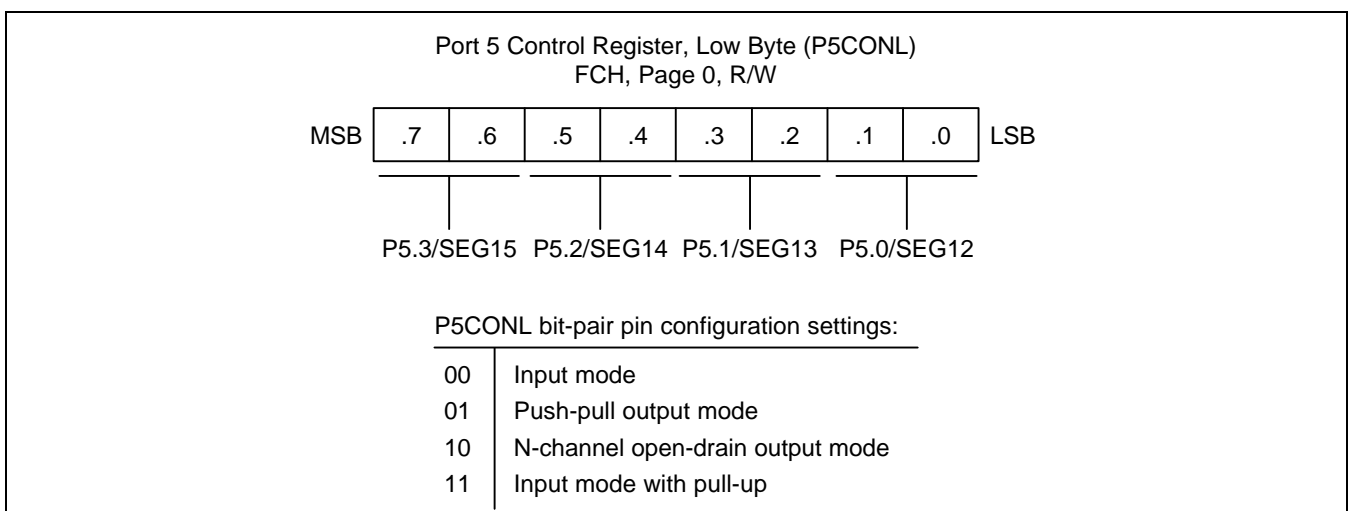 Port 5 Control Register, Low Byte (P5CONL)
FCH, Page 0, R/W
MSB .7 .6 .5 .4 .3 .2 .1 .0 LSB
P5.3/SEG15 P5.2/SEG14 P5.1/SEG13 P5.0/SEG12
P5CONL bit-pair pin configuration settings:
00 Input mode
01 Push-pull output mode
10 N-channel open-drain output mode
11 Input mode with pull-up